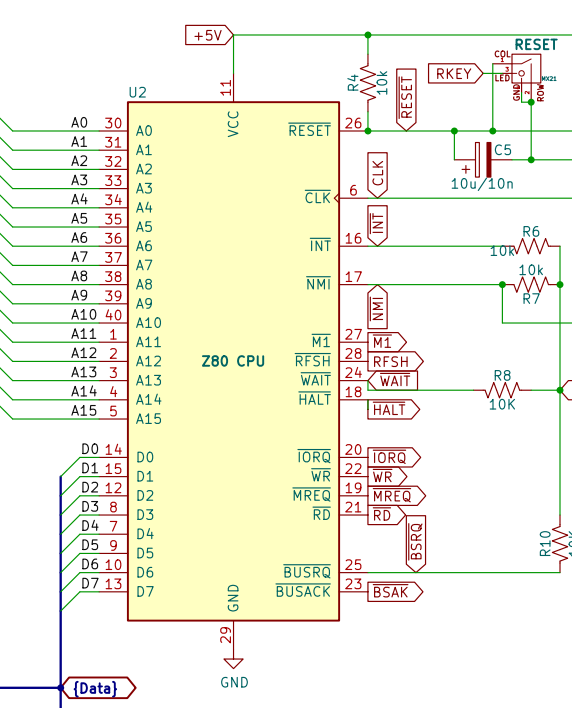 +5V
RESET
COL
1
3
LED
RKEY
MX21
GND
2
ROW
R4
10k
RESET
U2
11
VCC
A0 30 A0
A1 31 A1
A2 32 A2
A3 33 A3
A4 34 A4
A5 35 A5
A6 36 A6
A7 37 A7
A8 38 A8
A9 39 A9
A10 40 A10
A11 1 A11
A12 2 A12
A13 3 A13
A14 4 A14
A15 5 A15
D0 14 D0
D1 15 D1
D2 12 D2
D3 8 D3
D4 7 D4
D5 9 D5
D6 10 D6
D7 13 D7
Z80 CPU
RESET 26
C5
+
10u/10n
CLK
CLK 6
INT
INT 16
R6
10k
NMI 17
10k
R7
NMI
M1 27 M1
RFSH 28 RFSH
WAIT 24 WAIT
HALT 18 HALT
R8
10K
IORQ 20 IORQ
WR 22 WR
MREQ 19 MREQ
RD 21 RD
BSRQ
R10
BUSRQ 25
BUSACK 23 BSAK
GND
29
GND
{Data}